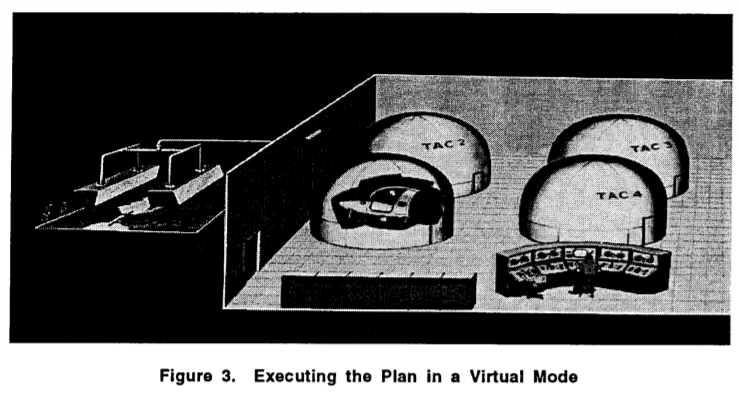 TAC 2
TAC 3
TAC 4
Figure 3. Executing the Plan in a Virtual Mode